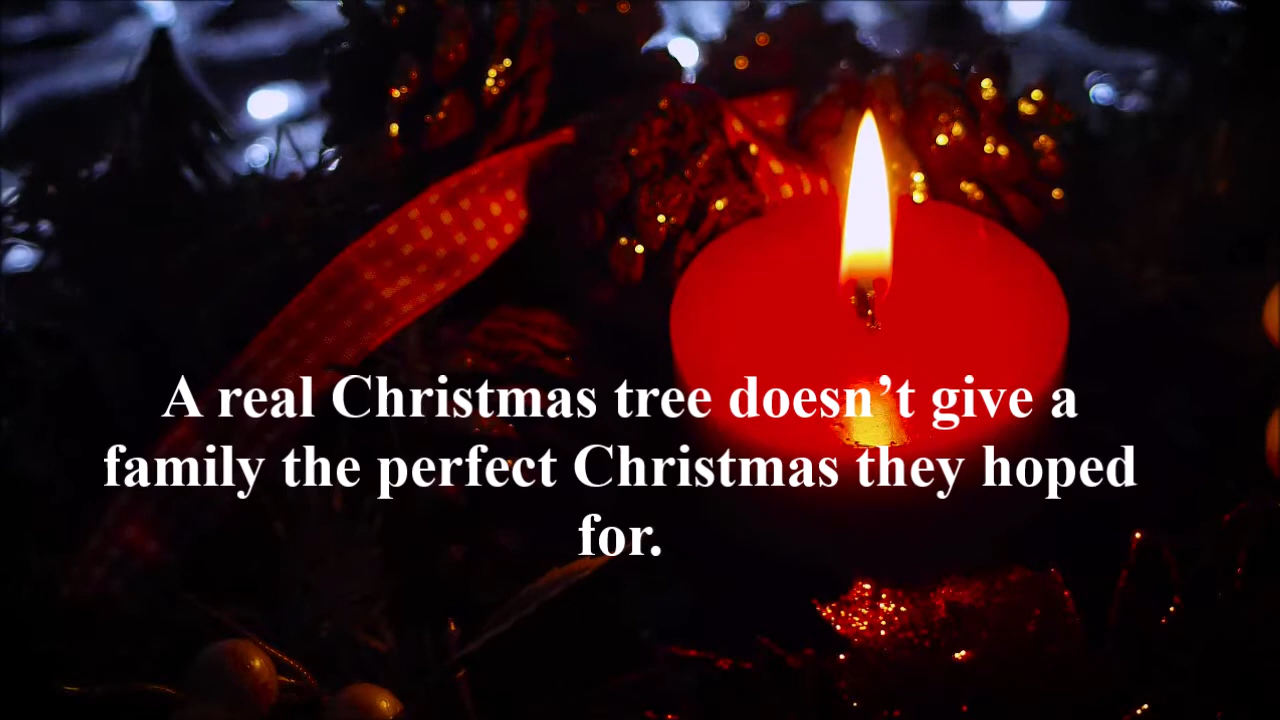 A real Christmas tree doesn’t give a
family the perfect Christmas they hoped
for.